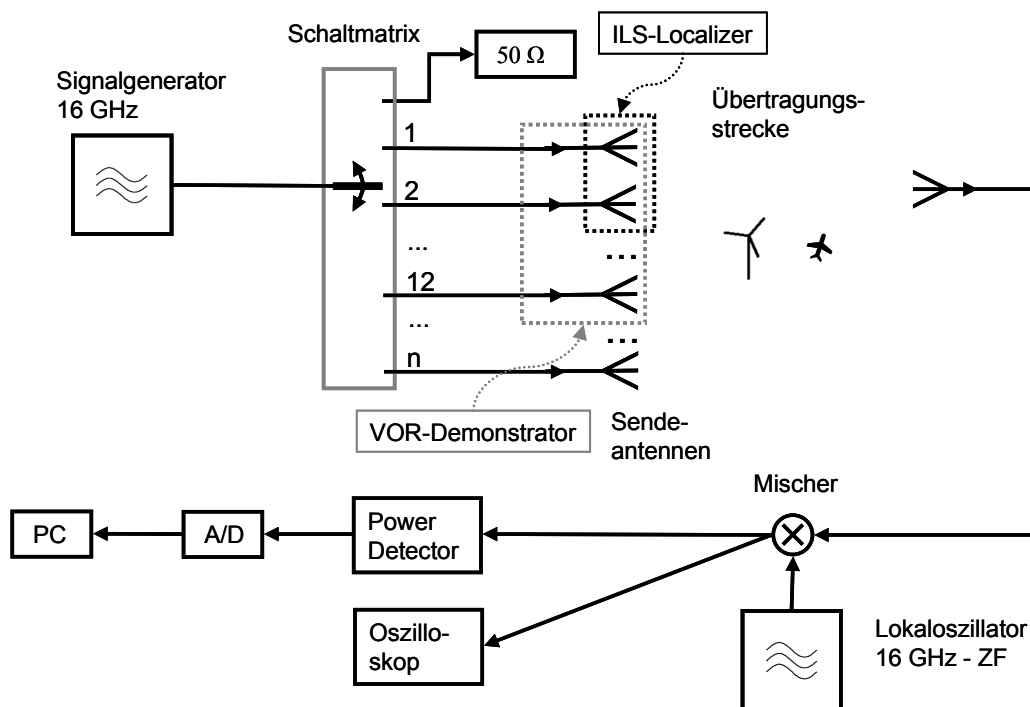 Schaltmatrix
50 Ω
ILS-Localizer
Signalgenerator
16 GHz
Übertragungs-
strecke
1
2
...
12
...
n
VOR-Demonstrator
Sende-
antennen
Mischer
PC
A/D
Power
Detector
Oszillo-
skop
Lokaloszillator
16 GHz - ZF